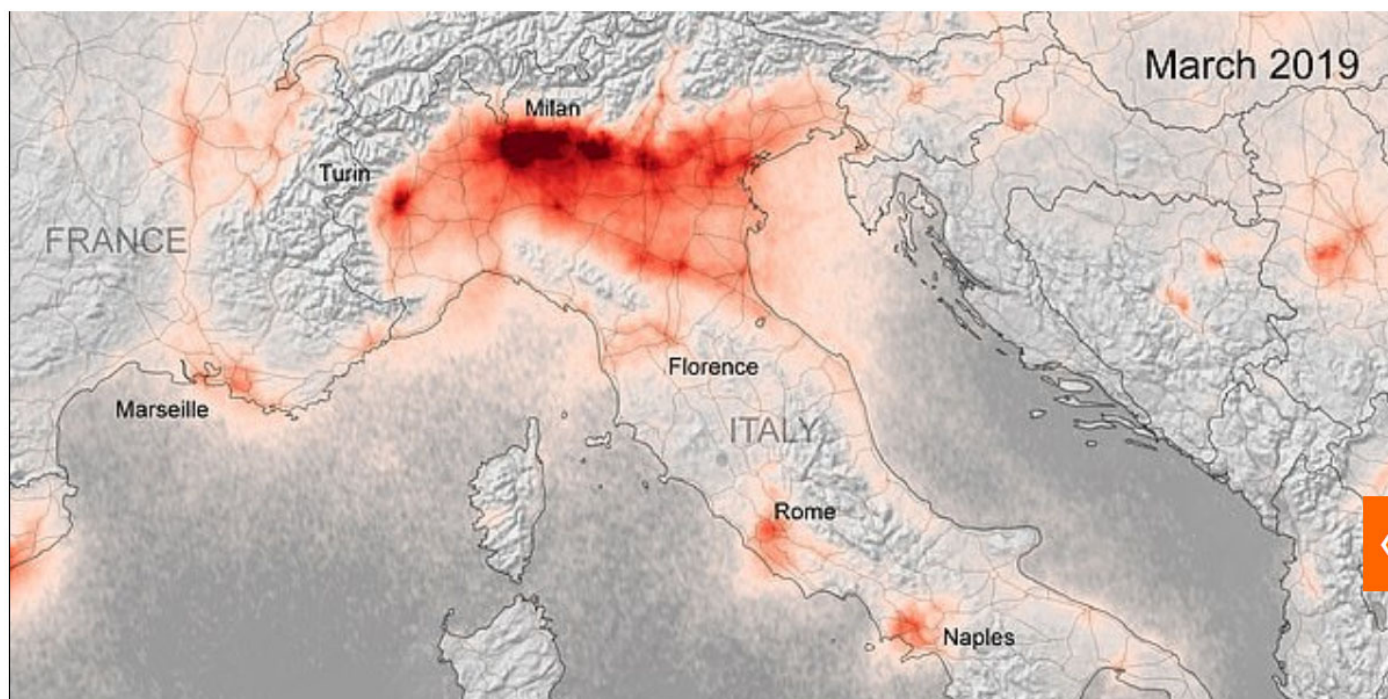 March 2019
Milan
Turin
FRANCE
Florence
Marseille
ITALY
Rome
Naples